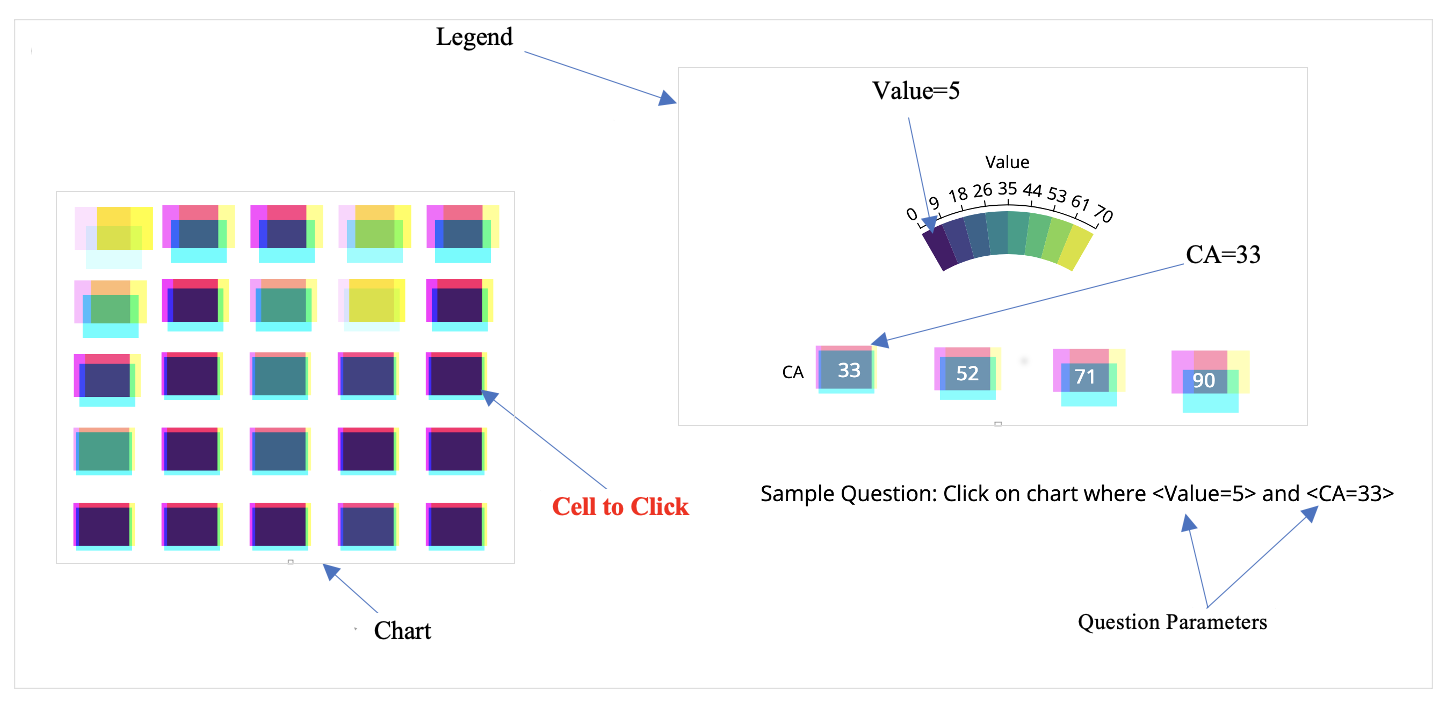 Legend
Value=5
Value
0 9 18 26 35 44 53 61 70
CA=33
CA 33 52 71 90
Sample Question: Click on chart where <Value=5> and <CA=33>
Cell to Click
Question Parameters
Chart